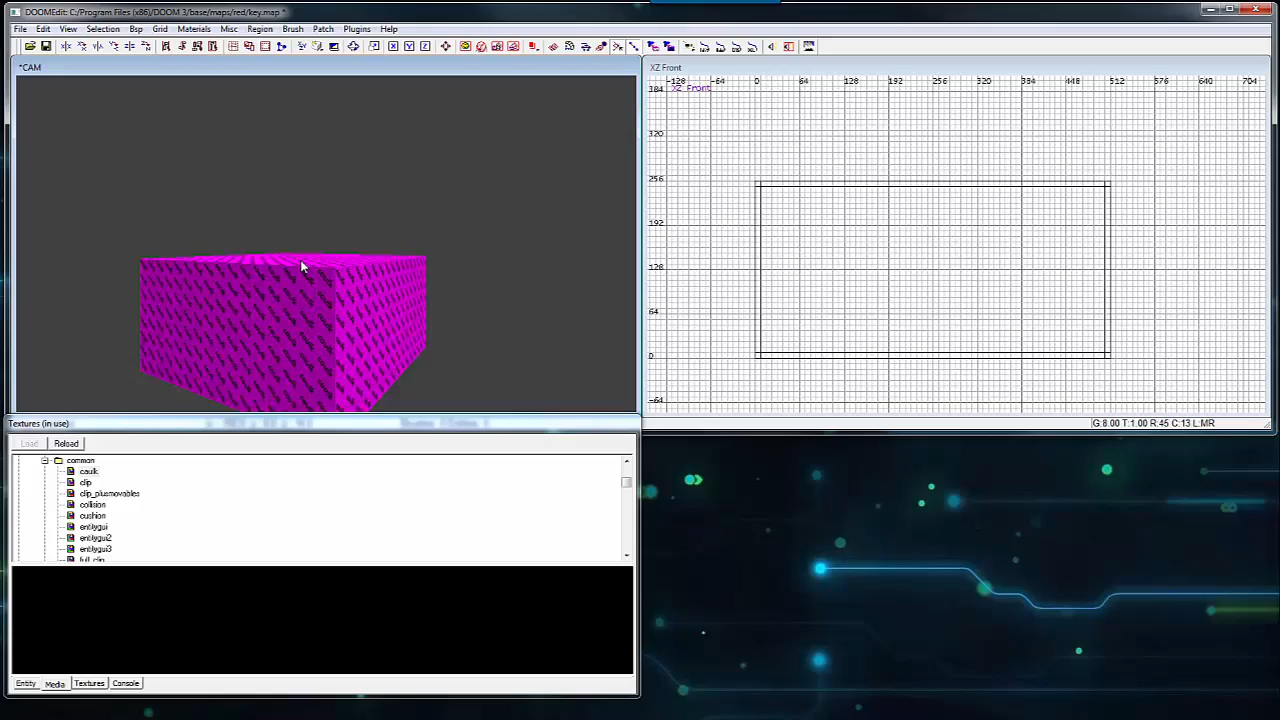 DOOMEdit: C:/Program Files (x86)/DOOM 3/base/maps/red/key.map *
File Edit View Selection Bsp Grid Materials Misc Region Brush Patch Plugins Help
*CAM
XZ Front
-128 -64 0 64 128 192 256 320 384 448 512 576 640 704
XZ Front
384
320
256
192
128
64
0
-64
G:8.00 T:1.00 R:45 C:13 L:MR
Textures (in use)
Load Reload
common
caulk
clip
clip_plusmovables
collision
cushion
entitygui
entitygui2
entitygui3
full_clip
Entity Media Textures Console